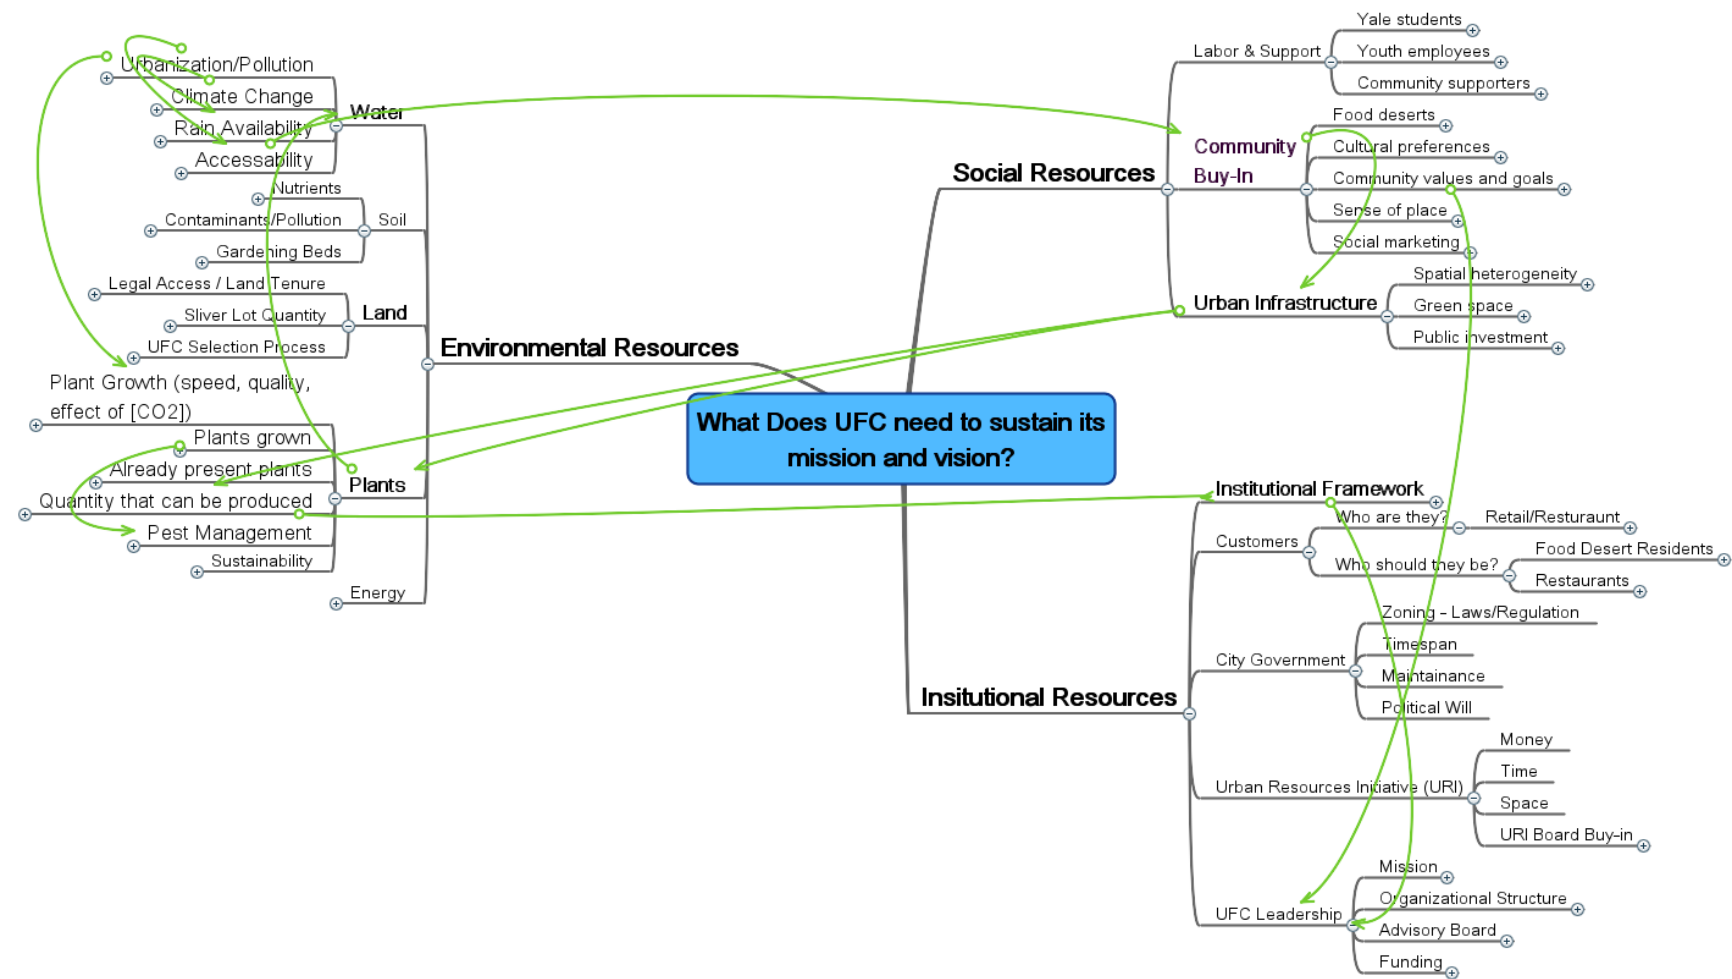 What Does UFC need to sustain its
mission and vision?
Environmental Resources
Water
Urbanization/Pollution
Climate Change
Rain Availability
Accessability
Soil
Nutrients
Contaminants/Pollution
Gardening Beds
Land
Legal Access / Land Tenure
Sliver Lot Quantity
UFC Selection Process
Plants
Plant Growth (speed, quality,
effect of [CO2])
Plants grown
Already present plants
Quantity that can be produced
Pest Management
Sustainability
Energy
Social Resources
Labor & Support
Yale students
Youth employees
Community supporters
Community
Buy-In
Food deserts
Cultural preferences
Community values and goals
Sense of place
Social marketing
Urban Infrastructure
Spatial heterogeneity
Green space
Public investment
Insitutional Resources
Institutional Framework
Customers
Who are they?
Retail/Resturaunt
Who should they be?
Food Desert Residents
Restaurants
City Government
Zoning - Laws/Regulation
Timespan
Maintainance
Political Will
Urban Resources Initiative (URI)
Money
Time
Space
URI Board Buy-in
UFC Leadership
Mission
Organizational Structure
Advisory Board
Funding